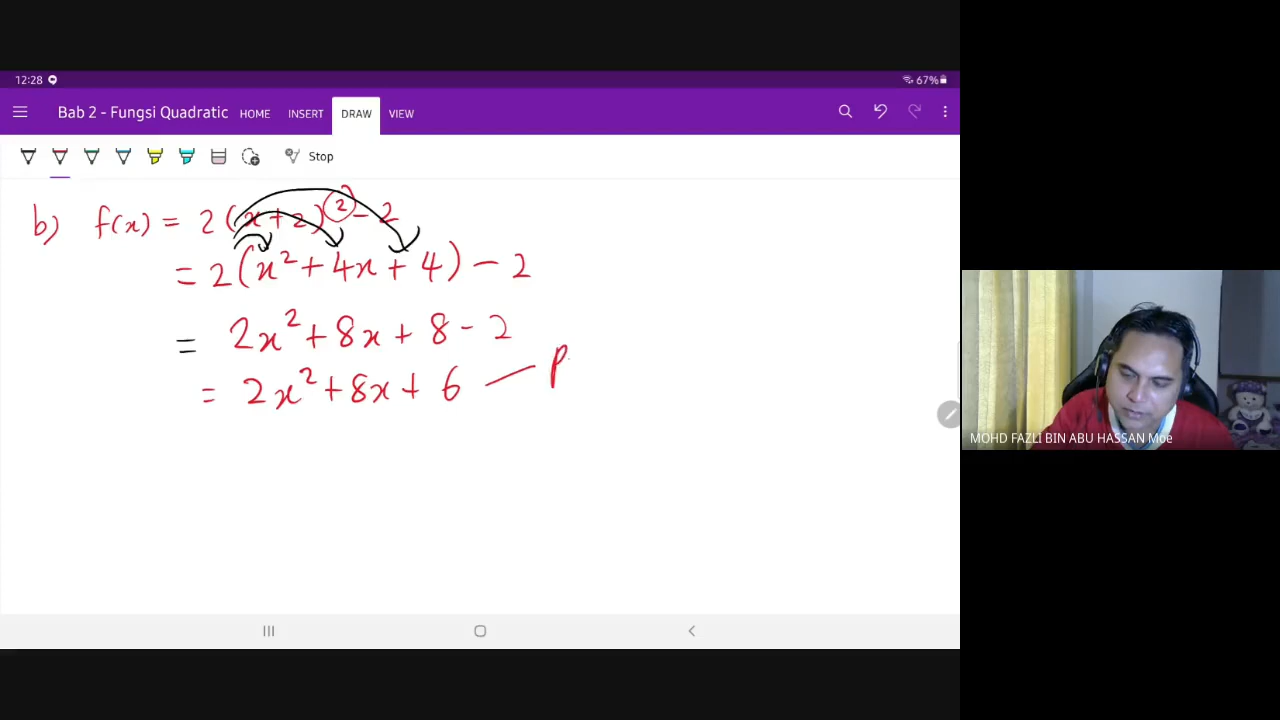 12:28 67%
Bab 2 - Fungsi Quadratic HOME INSERT DRAW VIEW
Stop
b) f(x) = 2(x+2)² - 2
= 2(x² + 4x + 4) - 2
= 2x² + 8x + 8 - 2
= 2x² + 8x + 6 — p
MOHD FAZLI BIN ABU HASSAN Moe